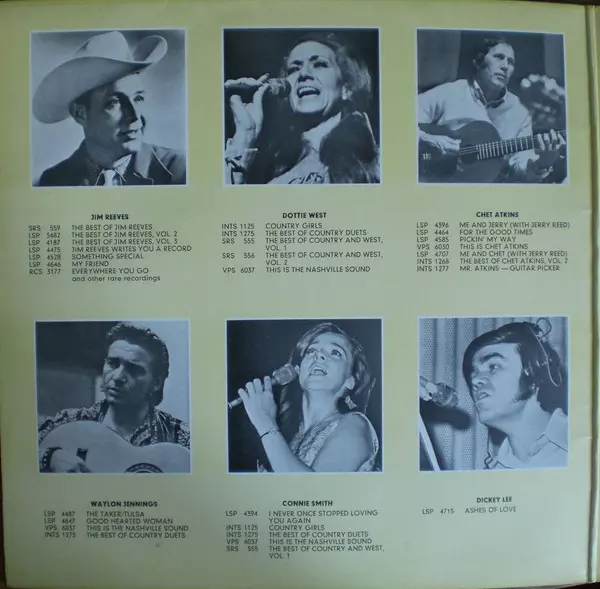 JIM REEVES
SRS 559 THE BEST OF JIM REEVES
LSP 5482 THE BEST OF JIM REEVES, VOL. 2
LSP 4187 THE BEST OF JIM REEVES, VOL. 3
LSP 4475 JIM REEVES WRITES YOU A RECORD
LSP 4528 SOMETHING SPECIAL
LSP 4646 MY FRIEND
RCS 3177 EVERYWHERE YOU GO
and other rare recordings
DOTTIE WEST
INTS 1125 COUNTRY GIRLS
INTS 1275 THE BEST OF COUNTRY DUETS
SRS 555 THE BEST OF COUNTRY AND WEST,
VOL. 1
SRS 556 THE BEST OF COUNTRY AND WEST,
VOL. 2
VPS 6037 THIS IS THE NASHVILLE SOUND
CHET ATKINS
LSP 4396 ME AND JERRY (WITH JERRY REED)
LSP 4464 FOR THE GOOD TIMES
LSP 4585 PICKIN' MY WAY
VPS 6030 THIS IS CHET ATKINS
LSP 4707 ME AND CHET (WITH JERRY REED)
INTS 1268 THE BEST OF CHET ATKINS, VOL. 2
INTS 1277 MR. ATKINS — GUITAR PICKER
WAYLON JENNINGS
LSP 4487 THE TAKER/TULSA
LSP 4647 GOOD HEARTED WOMAN
VPS 6037 THIS IS THE NASHVILLE SOUND
INTS 1275 THE BEST OF COUNTRY DUETS
CONNIE SMITH
LSP 4394 I NEVER ONCE STOPPED LOVING
YOU AGAIN
INTS 1125 COUNTRY GIRLS
INTS 1275 THE BEST OF COUNTRY DUETS
VPS 6037 THIS IS THE NASHVILLE SOUND
SRS 555 THE BEST OF COUNTRY AND WEST,
VOL. 1
DICKEY LEE
LSP 4715 ASHES OF LOVE